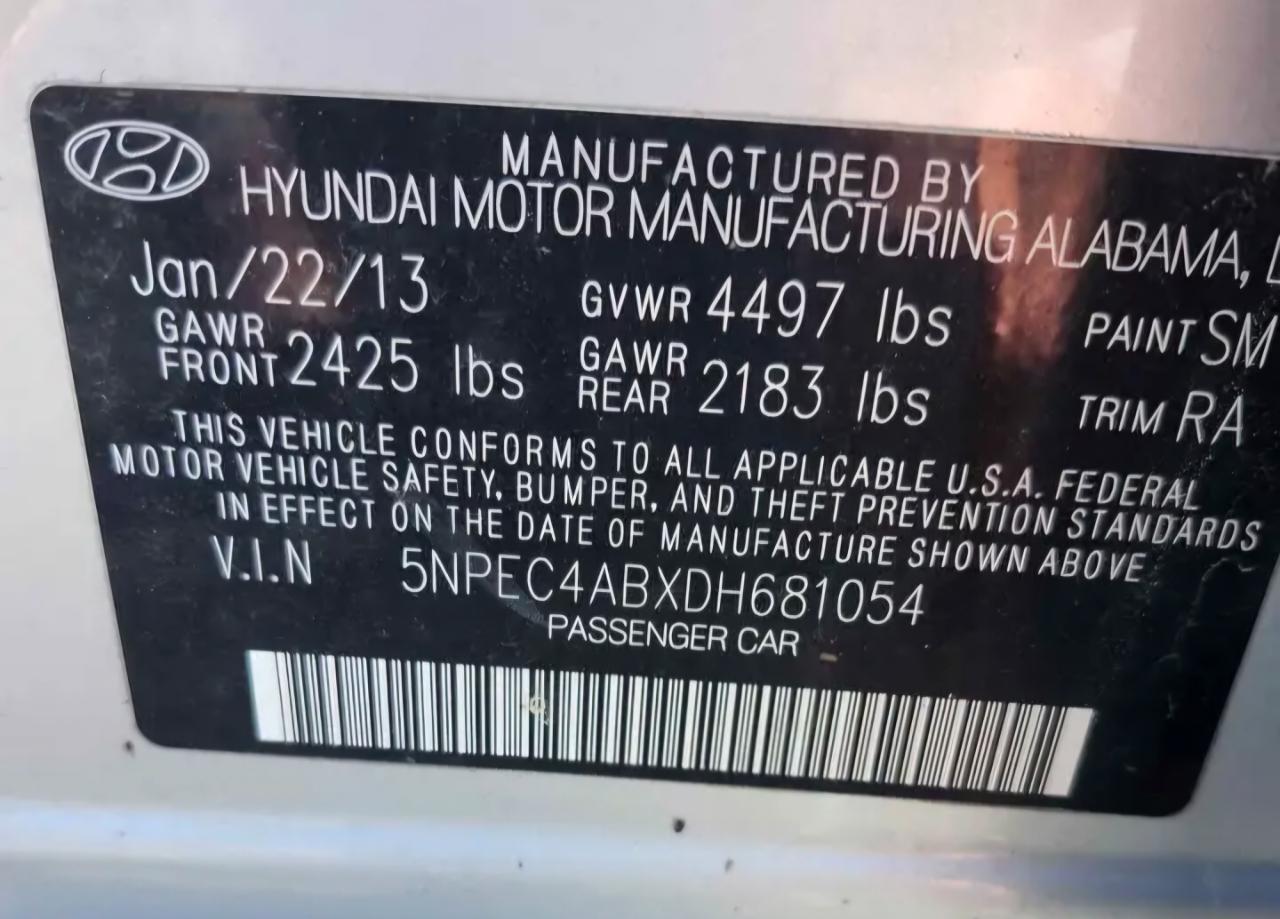 MANUFACTURED BY
HYUNDAI MOTOR MANUFACTURING ALABAMA,
Jan/22/13 GVWR 4497 lbs PAINT SM
GAWR FRONT 2425 lbs GAWR REAR 2183 lbs TRIM RA
THIS VEHICLE CONFORMS TO ALL APPLICABLE U.S.A. FEDERAL
MOTOR VEHICLE SAFETY, BUMPER, AND THEFT PREVENTION STANDARDS
IN EFFECT ON THE DATE OF MANUFACTURE SHOWN ABOVE
V.I.N 5NPEC4ABXDH681054
PASSENGER CAR